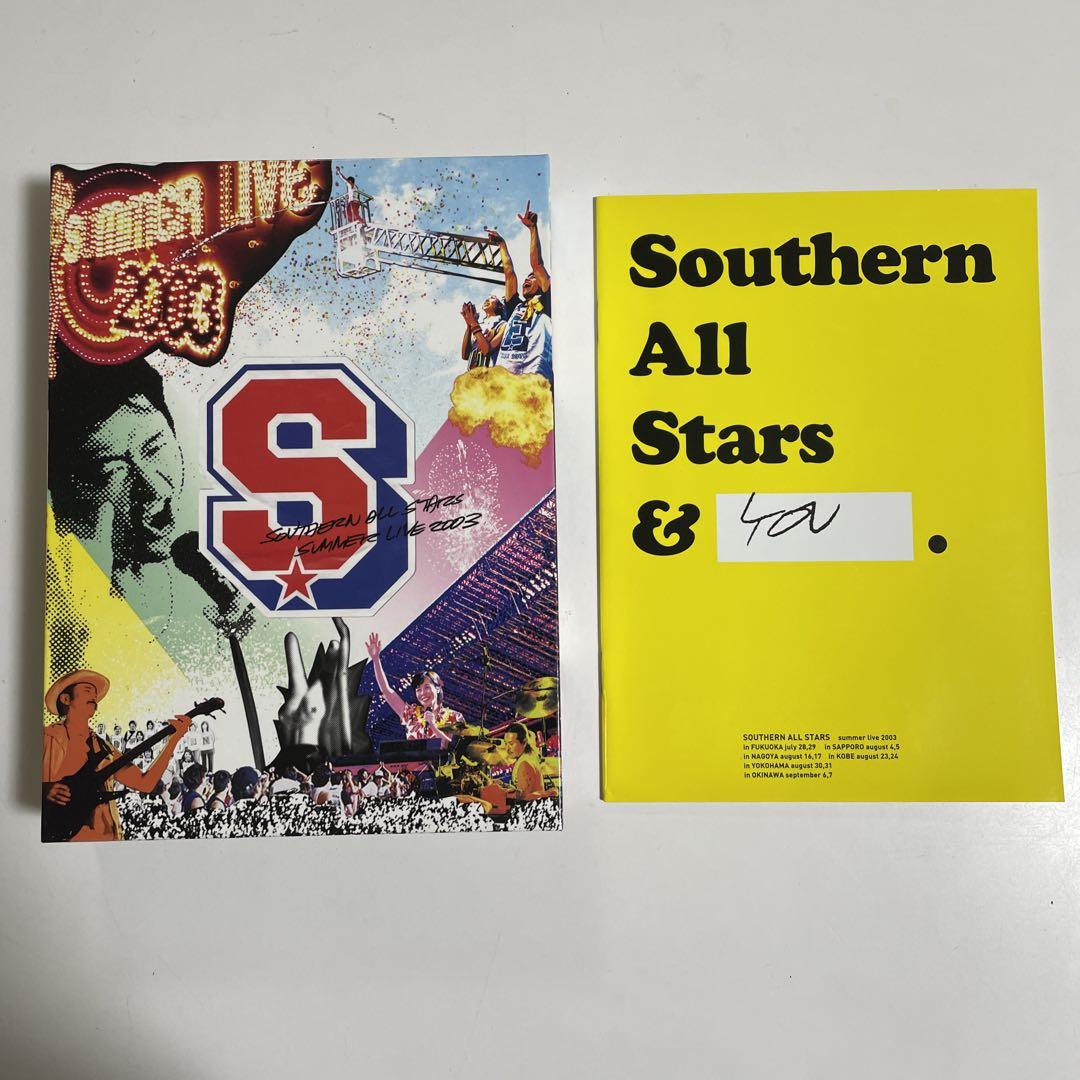 SUMMER LIVE
2003
S
SOUTHERN ALL STARS
SUMMER LIVE 2003
Southern
All
Stars
& YOU .
SOUTHERN ALL STARS summer live 2003
in FUKUOKA july 28,29 in SAPPORO august 4,5
in NAGOYA august 16,17 in KOBE august 23,24
in YOKOHAMA august 30,31
in OKINAWA september 6,7